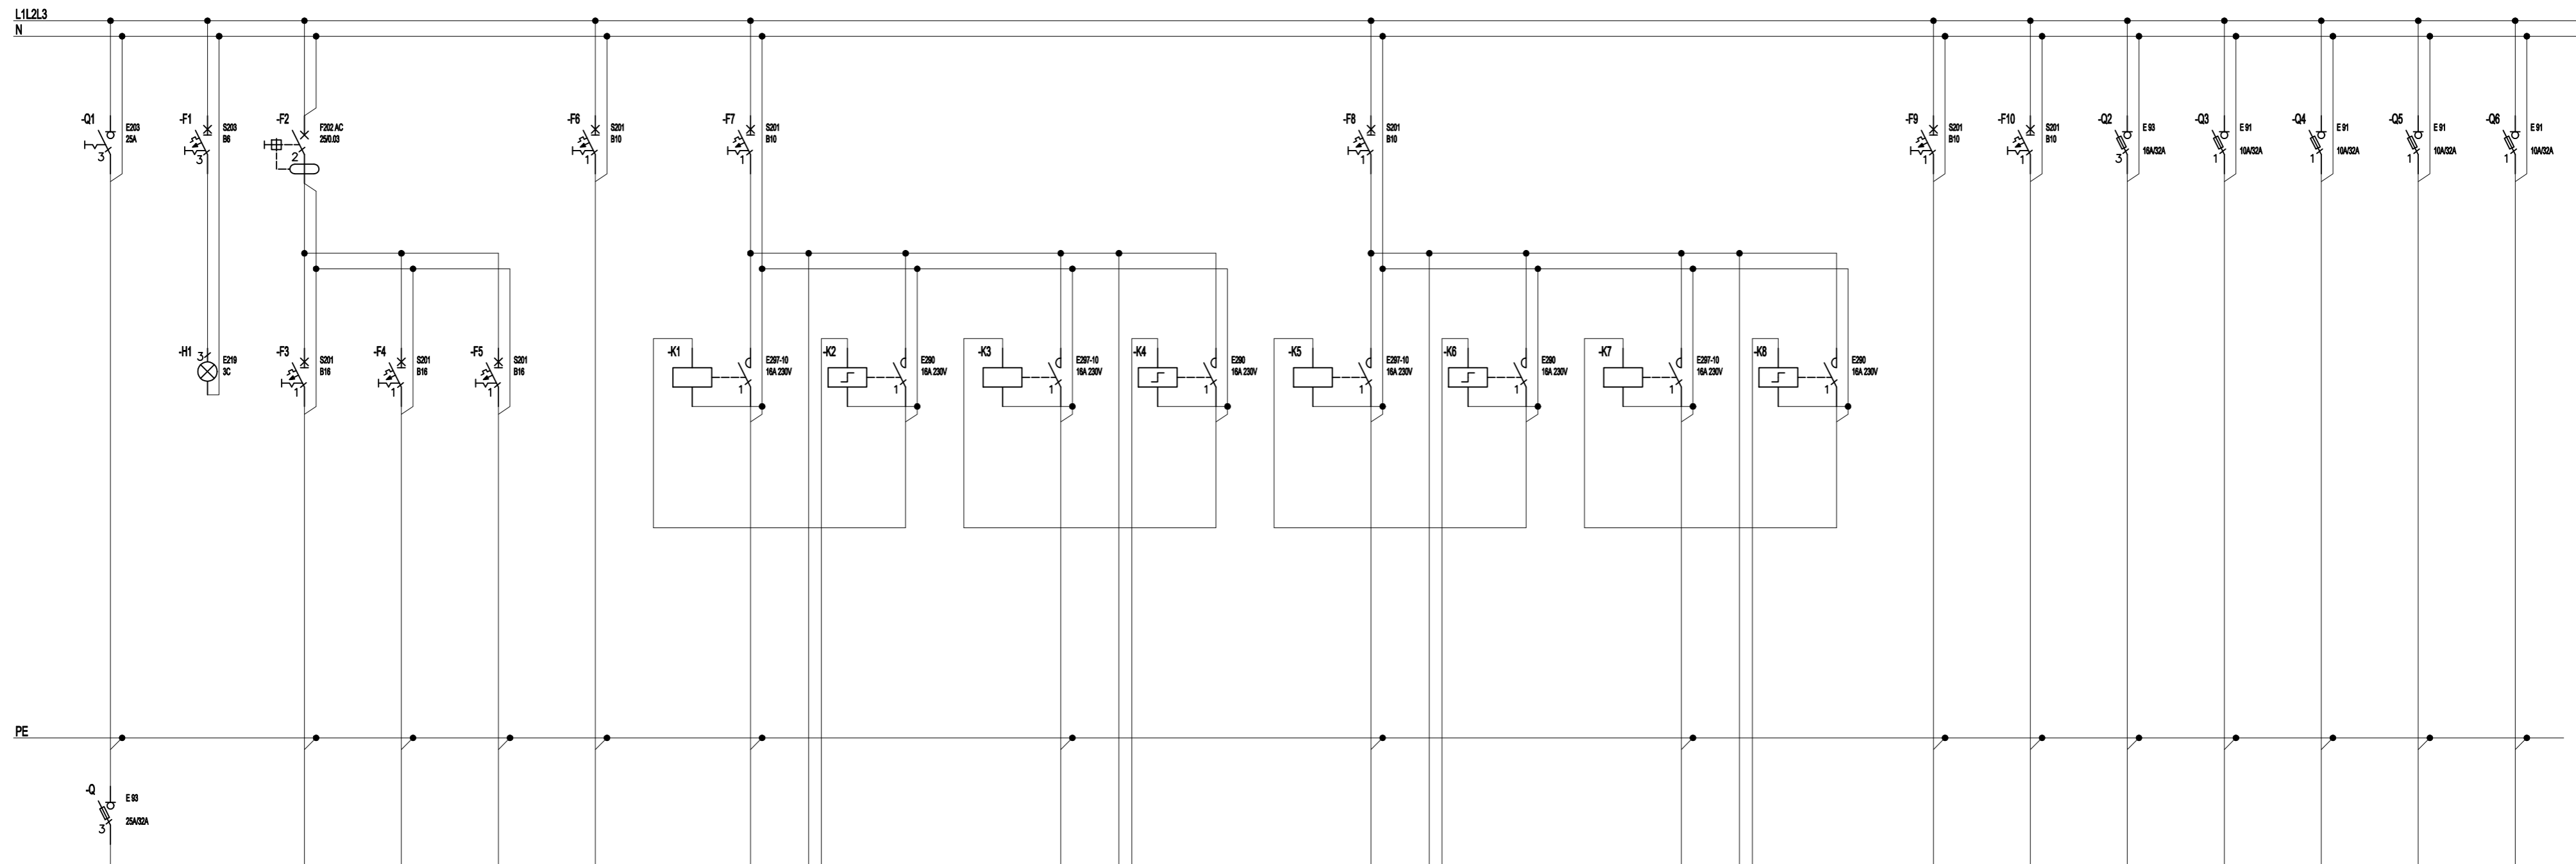 L1L2L3
N
-Q1
E203
25A
3
-F1
S203
B6
3
-F2
F202 AC
25/0.03
2
-F6
S201
B10
1
-F7
S201
B10
1
-F8
S201
B10
1
-F9
S201
B10
1
-F10
S201
B10
1
-Q2
E 93
16A/32A
3
-Q3
E 91
10A/32A
1
-Q4
E 91
10A/32A
1
-Q5
E 91
10A/32A
1
-Q6
E 91
10A/32A
1
-H1
3
E219
3C
-F3
S201
B16
1
-F4
S201
B16
1
-F5
S201
B16
1
-K1
E297-10
16A 230V
1
-K2
E290
16A 230V
1
-K3
E297-10
16A 230V
1
-K4
E290
16A 230V
1
-K5
E297-10
16A 230V
1
-K6
E290
16A 230V
1
-K7
E297-10
16A 230V
1
-K8
E290
16A 230V
1
PE
-Q
E 93
25A/32A
3